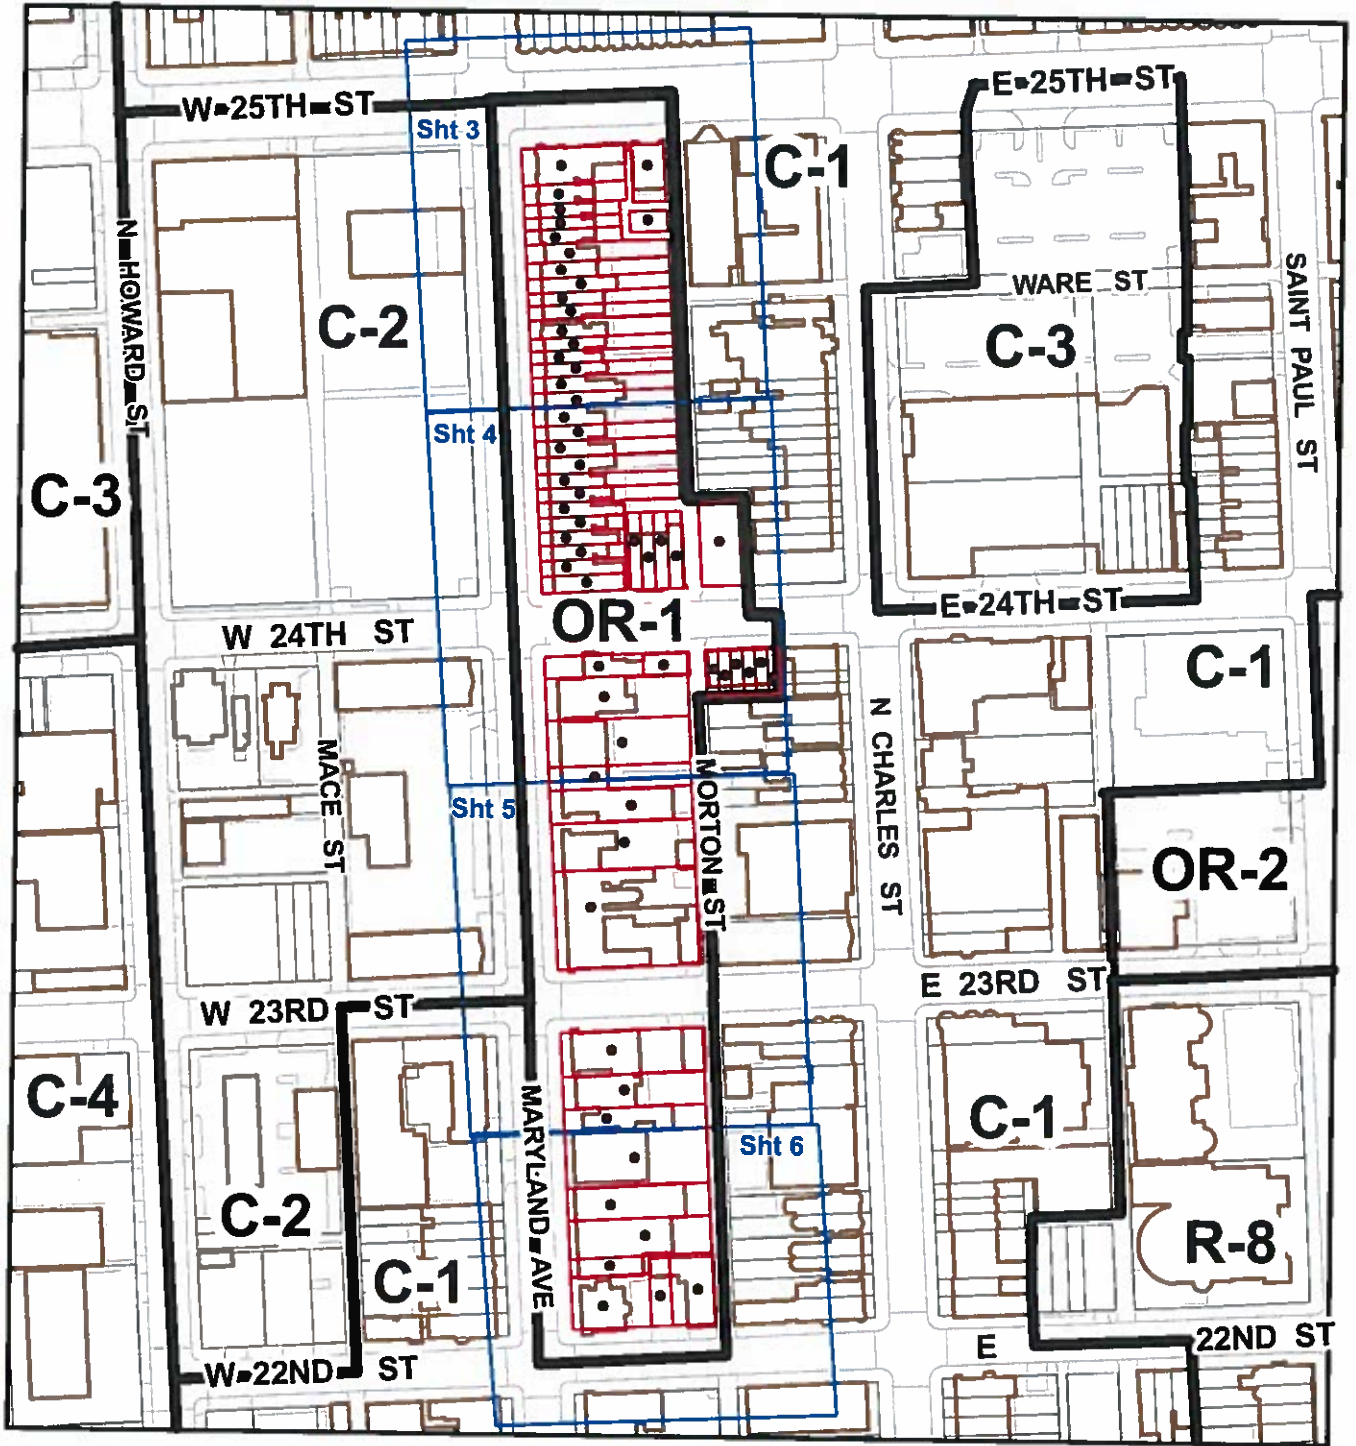 E 25TH ST
W 25TH ST
Sht 3
C-1
N HOWARD ST
WARE ST
SAINT PAUL ST
C-2
C-3
Sht 4
C-3
E 24TH ST
OR-1
W 24TH ST
C-1
N CHARLES ST
MACE ST
MORTON ST
Sht 5
OR-2
E 23RD ST
W 23RD ST
C-4
MARYLAND AVE
C-1
Sht 6
C-2
R-8
C-1
E 22ND ST
W 22ND ST